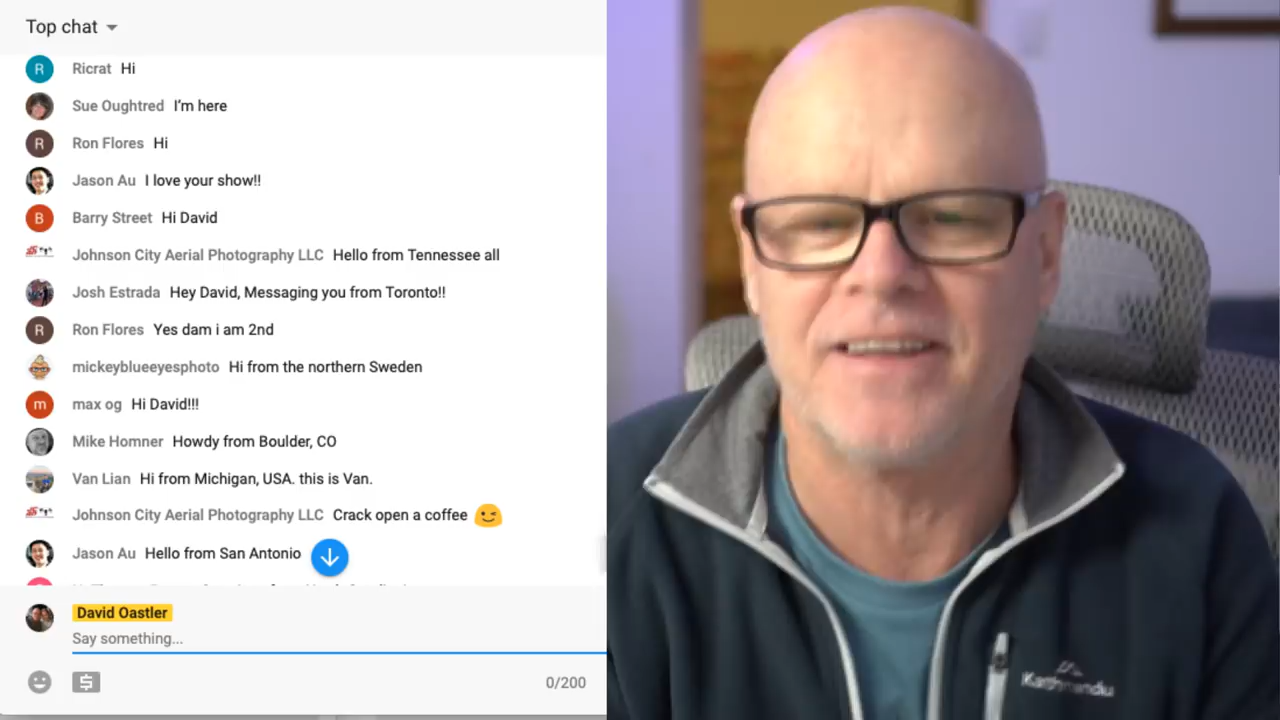 Top chat
R Ricrat Hi
Sue Oughtred I'm here
R Ron Flores Hi
Jason Au I love your show!!
B Barry Street Hi David
Johnson City Aerial Photography LLC Hello from Tennessee all
Josh Estrada Hey David, Messaging you from Toronto!!
R Ron Flores Yes dam i am 2nd
mickeyblueeyesphoto Hi from the northern Sweden
m max og Hi David!!!
Mike Homner Howdy from Boulder, CO
Van Lian Hi from Michigan, USA. this is Van.
Johnson City Aerial Photography LLC Crack open a coffee 😉
Jason Au Hello from San Antonio
David Oastler
Say something...
$ 0/200
Kathmandu